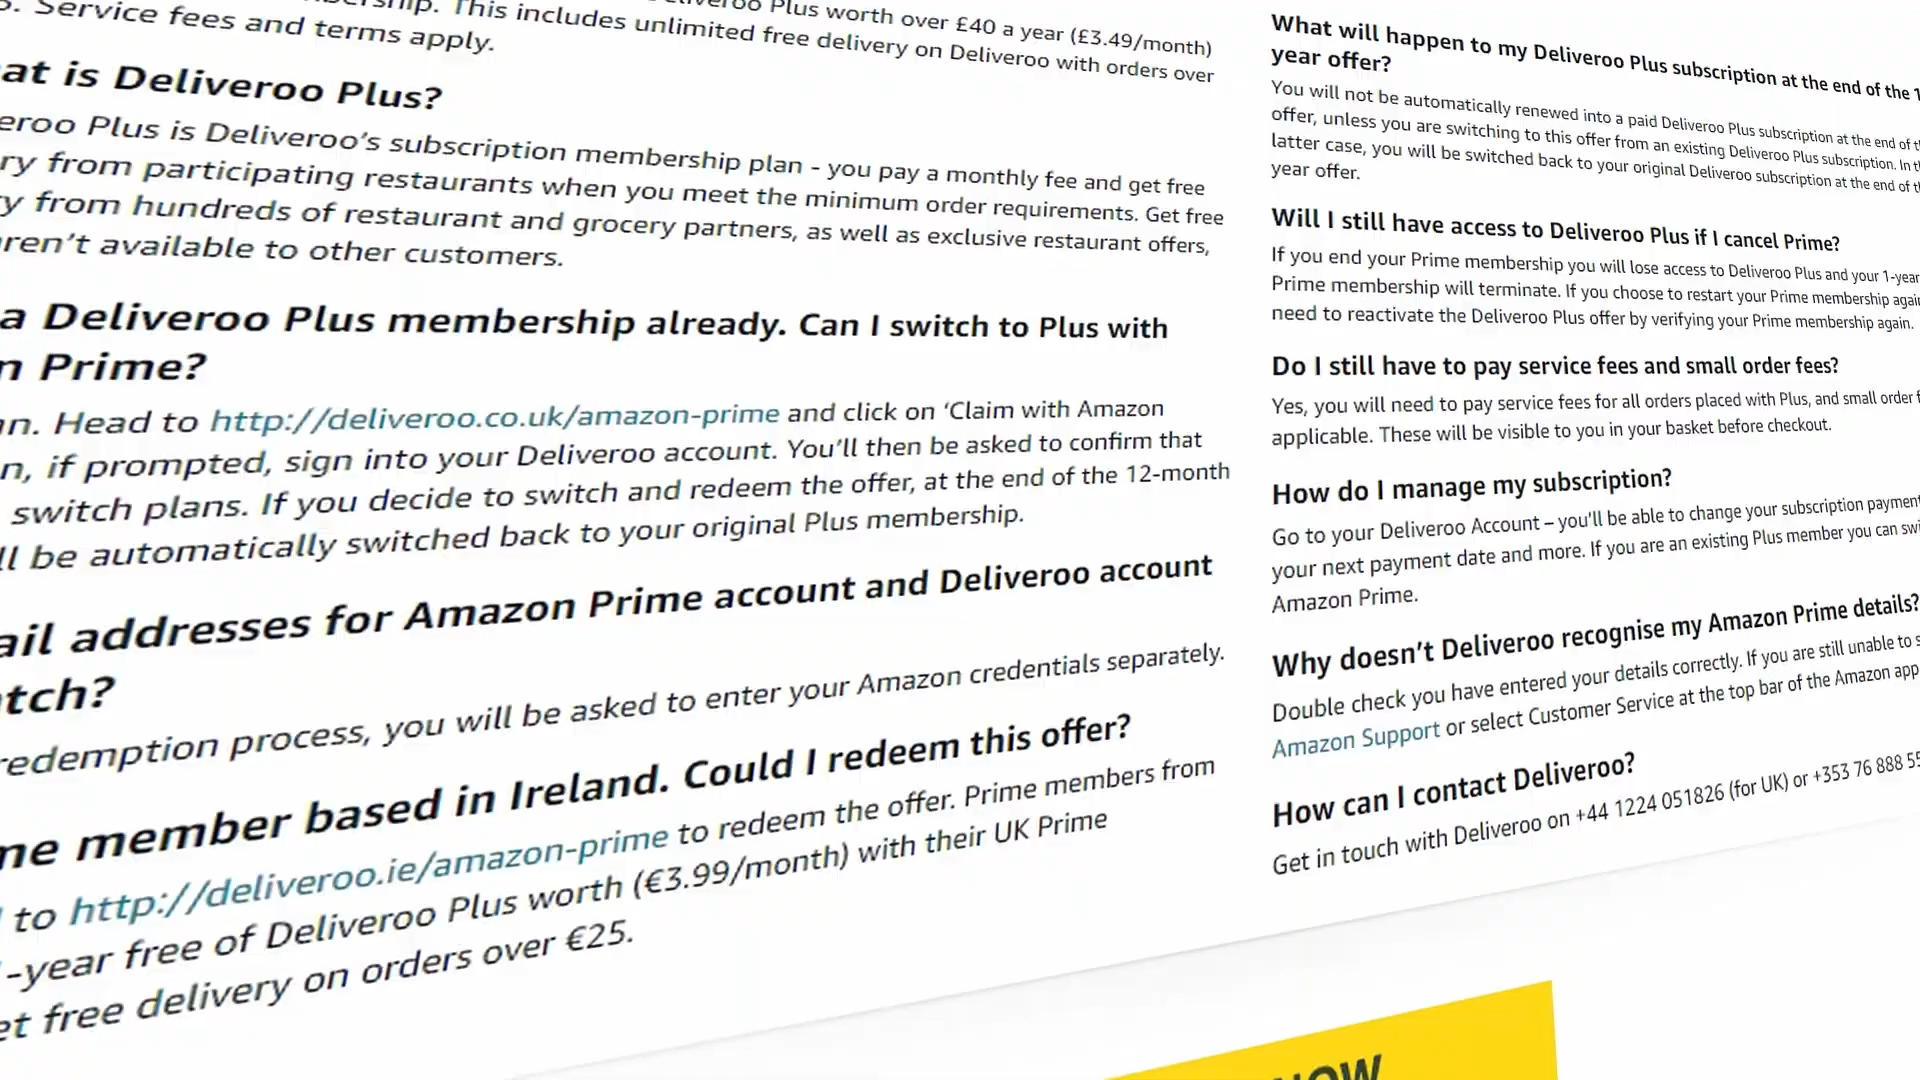 Plus worth over £40 a year (£3.49/month)
This includes unlimited free delivery on Deliveroo with orders over
Service fees and terms apply.
at is Deliveroo Plus?
eroo Plus is Deliveroo's subscription membership plan - you pay a monthly fee and get free
ry from participating restaurants when you meet the minimum order requirements. Get free
y from hundreds of restaurant and grocery partners, as well as exclusive restaurant offers,
ren't available to other customers.
a Deliveroo Plus membership already. Can I switch to Plus with
n Prime?
an. Head to http://deliveroo.co.uk/amazon-prime and click on 'Claim with Amazon
n, if prompted, sign into your Deliveroo account. You'll then be asked to confirm that
switch plans. If you decide to switch and redeem the offer, at the end of the 12-month
ll be automatically switched back to your original Plus membership.
ail addresses for Amazon Prime account and Deliveroo account
tch?
redemption process, you will be asked to enter your Amazon credentials separately.
me member based in Ireland. Could I redeem this offer?
to http://deliveroo.ie/amazon-prime to redeem the offer. Prime members from
-year free of Deliveroo Plus worth (€3.99/month) with their UK Prime
et free delivery on orders over €25.
What will happen to my Deliveroo Plus subscription at the end of the 1
year offer?
You will not be automatically renewed into a paid Deliveroo Plus subscription at the end of t
offer, unless you are switching to this offer from an existing Deliveroo Plus subscription. In t
latter case, you will be switched back to your original Deliveroo subscription at the end of t
year offer.
Will I still have access to Deliveroo Plus if I cancel Prime?
If you end your Prime membership you will lose access to Deliveroo Plus and your 1-year
Prime membership will terminate. If you choose to restart your Prime membership again
need to reactivate the Deliveroo Plus offer by verifying your Prime membership again.
Do I still have to pay service fees and small order fees?
Yes, you will need to pay service fees for all orders placed with Plus, and small order f
applicable. These will be visible to you in your basket before checkout.
How do I manage my subscription?
Go to your Deliveroo Account – you'll be able to change your subscription payment
your next payment date and more. If you are an existing Plus member you can swi
Amazon Prime.
Why doesn't Deliveroo recognise my Amazon Prime details?
Double check you have entered your details correctly. If you are still unable to s
Amazon Support or select Customer Service at the top bar of the Amazon app
How can I contact Deliveroo?
Get in touch with Deliveroo on +44 1224 051826 (for UK) or +353 76 888 55
NOW